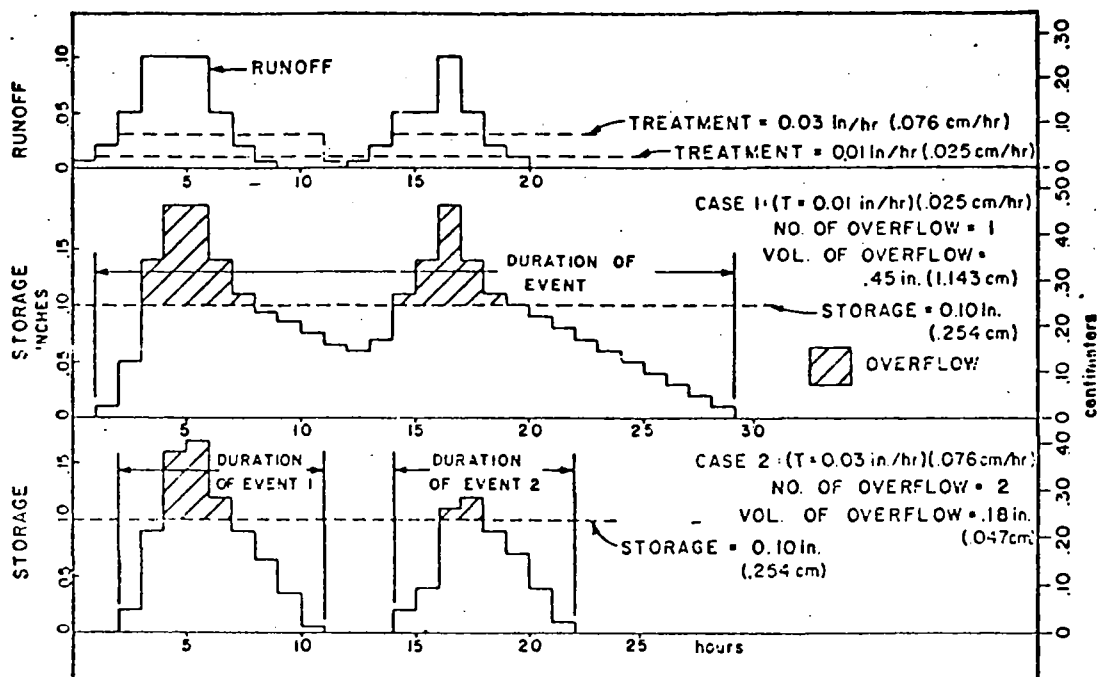 RUNOFF
.10
.05
0
RUNOFF
TREATMENT = 0.03 in/hr (.076 cm/hr)
TREATMENT = 0.01 in/hr (.025 cm/hr)
5
10
15
20
.30
.20
.10
0
STORAGE
INCHES
.15
.10
.05
0
DURATION OF
EVENT
CASE 1: (T = 0.01 in/hr)(.025 cm/hr)
NO. OF OVERFLOW = 1
VOL. OF OVERFLOW =
.45 in. (1.143 cm)
STORAGE = 0.10 in.
(.254 cm)
OVERFLOW
5
10
15
20
25
30
.50
.40
.30
.20
.10
0
centimeters
STORAGE
.15
.10
.05
0
DURATION
OF EVENT 1
DURATION
OF EVENT 2
CASE 2: (T = 0.03 in/hr)(.076 cm/hr)
NO. OF OVERFLOW = 2
VOL. OF OVERFLOW = .18 in.
(.047 cm)
STORAGE = 0.10 in.
(.254 cm)
5
10
15
20
25
hours
.40
.30
.20
.10
0